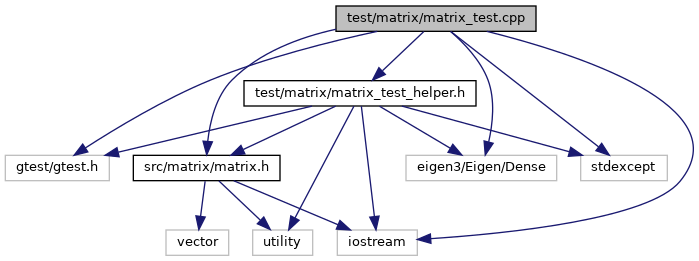 test/matrix/matrix_test.cpp
test/matrix/matrix_test_helper.h
gtest/gtest.h
src/matrix/matrix.h
eigen3/Eigen/Dense
stdexcept
vector
utility
iostream